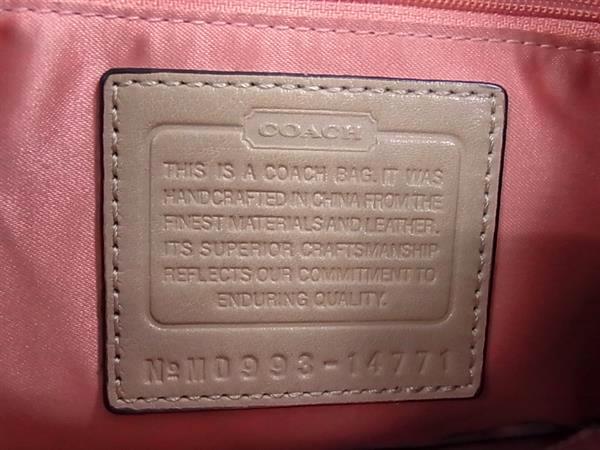 COACH
THIS IS A COACH BAG. IT WAS
HANDCRAFTED IN CHINA FROM THE
FINEST MATERIALS AND LEATHER.
ITS SUPERIOR CRAFTSMANSHIP
REFLECTS OUR COMMITMENT TO
ENDURING QUALITY.
№M0993-14771